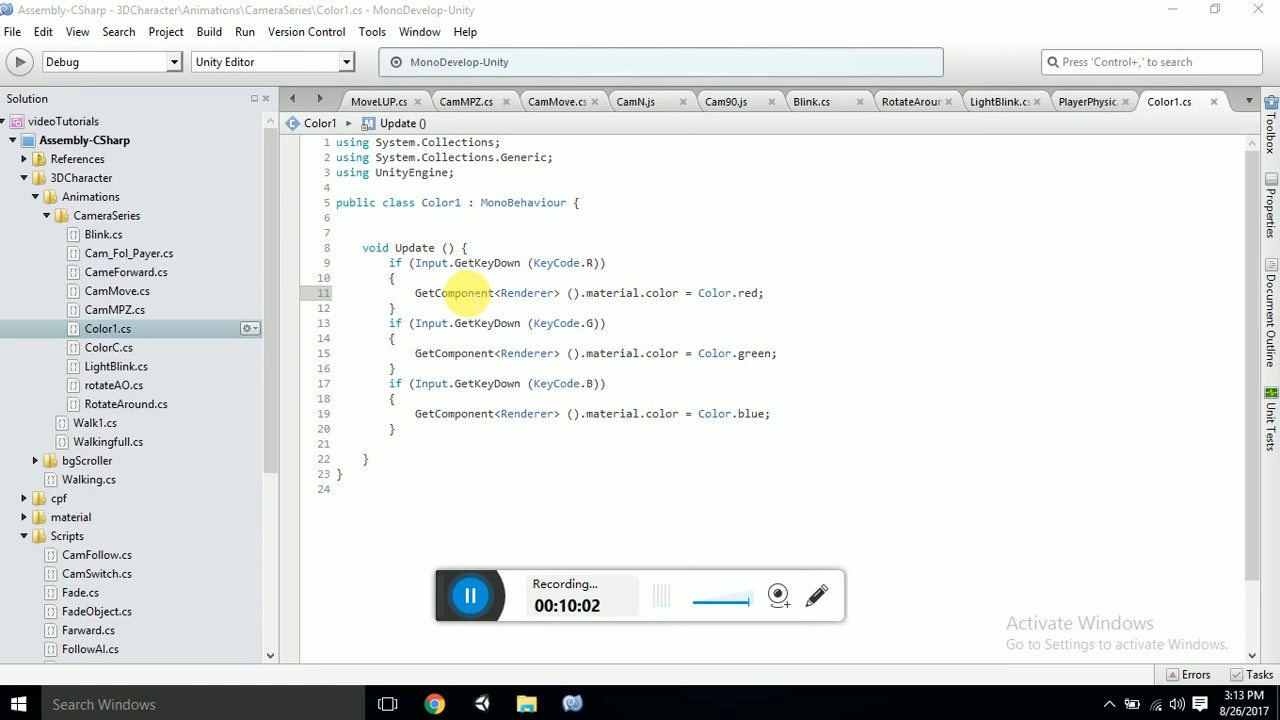 Assembly-CSharp - 3DCharacter\Animations\CameraSeries\Color1.cs - MonoDevelop-Unity
File Edit View Search Project Build Run Version Control Tools Window Help
Debug Unity Editor MonoDevelop-Unity Press 'Control+,' to search
Solution
MoveLUP.cs CamMPZ.cs CamMove.cs CamN.js Cam90.js Blink.cs RotateArour LightBlink.cs PlayerPhysic. Color1.cs
Color1 Update ()
videoTutorials
Assembly-CSharp
References
3DCharacter
Animations
CameraSeries
Blink.cs
Cam_Fol_Payer.cs
CameForward.cs
CamMove.cs
CamMPZ.cs
Color1.cs
ColorC.cs
LightBlink.cs
rotateAO.cs
RotateAround.cs
Walk1.cs
Walkingfull.cs
bgScroller
Walking.cs
cpf
material
Scripts
CamFollow.cs
CamSwitch.cs
Fade.cs
FadeObject.cs
Farward.cs
FollowAI.cs
1 using System.Collections;
2 using System.Collections.Generic;
3 using UnityEngine;
4
5 public class Color1 : MonoBehaviour {
6
7
8 void Update () {
9 if (Input.GetKeyDown (KeyCode.R))
10 {
11 GetComponent<Renderer> ().material.color = Color.red;
12 }
13 if (Input.GetKeyDown (KeyCode.G))
14 {
15 GetComponent<Renderer> ().material.color = Color.green;
16 }
17 if (Input.GetKeyDown (KeyCode.B))
18 {
19 GetComponent<Renderer> ().material.color = Color.blue;
20 }
21
22 }
23 }
24
Toolbox
Properties
Document Outline
Unit Tests
Recording...
00:10:02
Activate Windows
Go to Settings to activate Windows.
Errors Tasks
Search Windows
3:13 PM
8/26/2017